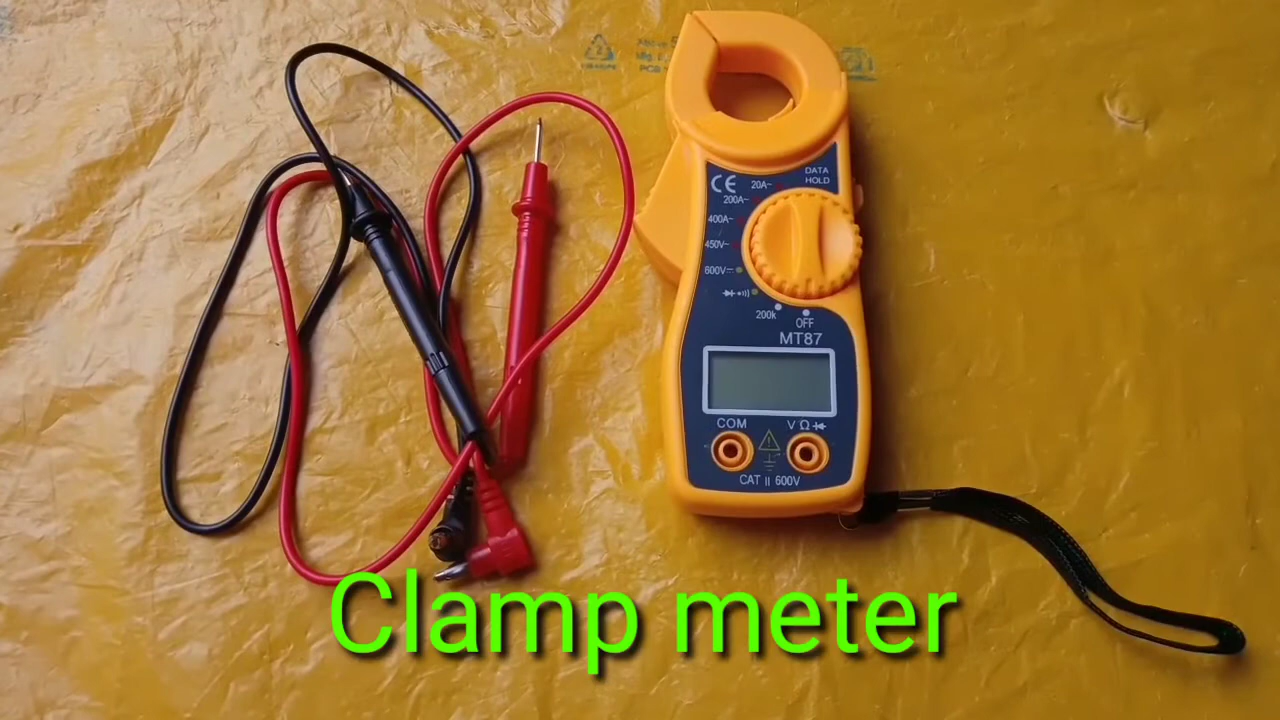 CE
DATA
HOLD
20A~
200A~
400A~
450V~
600V⎓
200k
OFF
MT87
COM
VΩ
CAT II 600V
Clamp meter